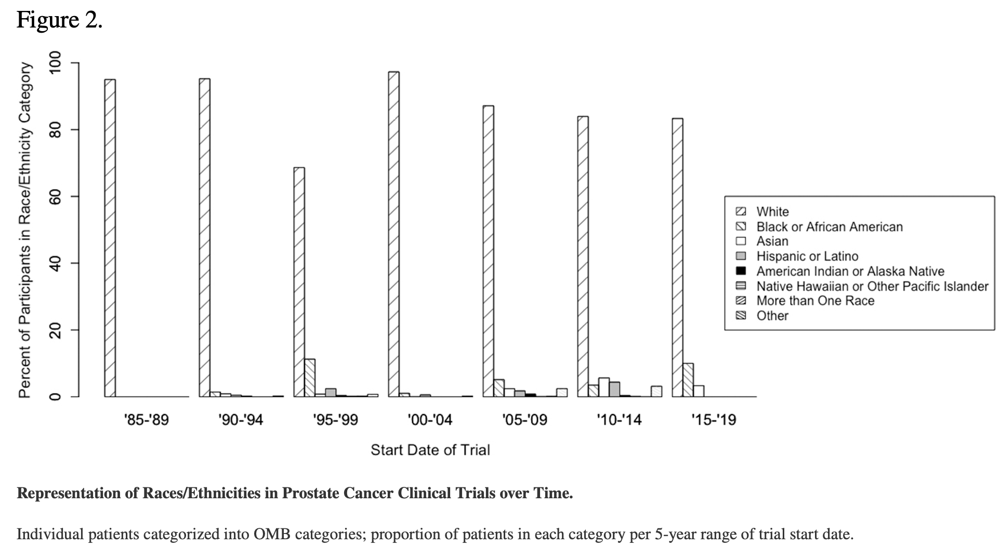 Figure 2.
Percent of Participants in Race/Ethnicity Category
100
80
60
40
20
0
'85-'89
'90-'94
'95-'99
'00-'04
'05-'09
'10-'14
'15-'19
Start Date of Trial
White
Black or African American
Asian
Hispanic or Latino
American Indian or Alaska Native
Native Hawaiian or Other Pacific Islander
More than One Race
Other
Representation of Races/Ethnicities in Prostate Cancer Clinical Trials over Time.
Individual patients categorized into OMB categories; proportion of patients in each category per 5-year range of trial start date.